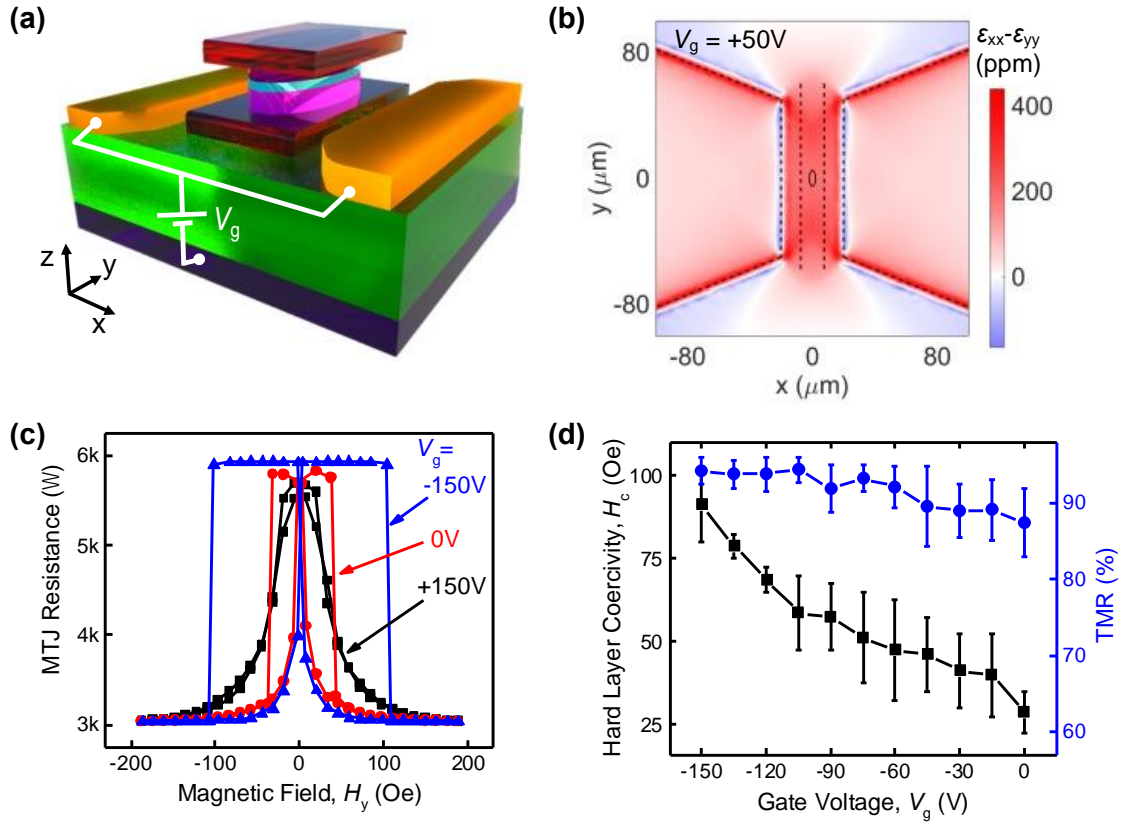 (a)
V_g
z
y
x
(b)
V_g = +50V
ε_xx-ε_yy
(ppm)
400
200
0
80
0
-80
y (μm)
0
-80 0 80
x (μm)
(c)
6k
5k
4k
3k
MTJ Resistance (W)
V_g=
-150V
0V
+150V
-200 -100 0 100 200
Magnetic Field, H_y (Oe)
(d)
100
75
50
25
Hard Layer Coercivity, H_c (Oe)
90
80
70
60
TMR (%)
-150 -120 -90 -60 -30 0
Gate Voltage, V_g (V)